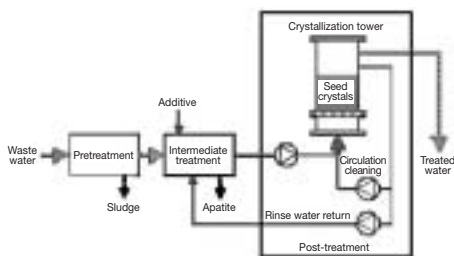 Crystallization tower
Seed
crystals
Additive
Waste
water
Pretreatment
Intermediate
treatment
Circulation
cleaning
Treated
water
Sludge
Apatite
Rinse water return
Post-treatment